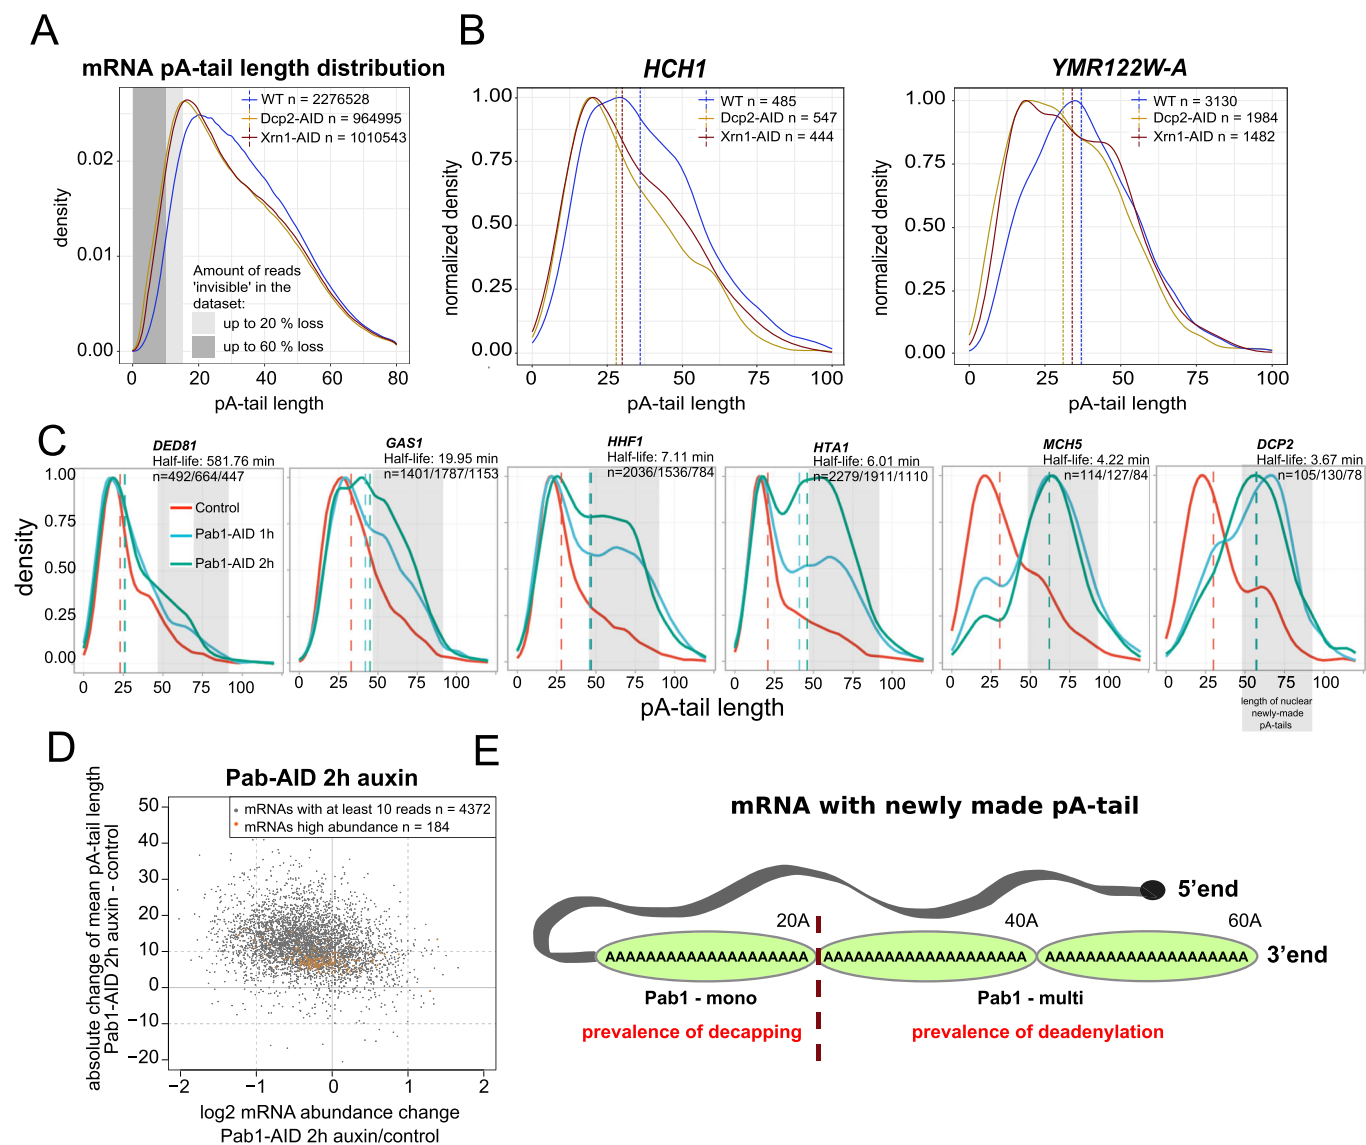 A
mRNA pA-tail length distribution
WT n = 2276528
Dcp2-AID n = 964995
Xrn1-AID n = 1010543
density
0.02
0.01
0.00
Amount of reads
'invisible' in the
dataset:
up to 20 % loss
up to 60 % loss
0 20 40 60 80
pA-tail length
B
HCH1
WT n = 485
Dcp2-AID n = 547
Xrn1-AID n = 444
normalized density
1.00
0.75
0.50
0.25
0.00
0 25 50 75 100
pA-tail length
YMR122W-A
WT n = 3130
Dcp2-AID n = 1984
Xrn1-AID n = 1482
normalized density
1.00
0.75
0.50
0.25
0.00
0 25 50 75 100
pA-tail length
C
density
1.00
0.75
0.50
0.25
0.00
DED81
Half-life: 581.76 min
n=492/664/447
Control
Pab1-AID 1h
Pab1-AID 2h
0 25 50 75 100
GAS1
Half-life: 19.95 min
n=1401/1787/1153
0 25 50 75 100
HHF1
Half-life: 7.11 min
n=2036/1536/784
0 25 50 75 100
HTA1
Half-life: 6.01 min
n=2279/1911/1110
0 25 50 75 100
MCH5
Half-life: 4.22 min
n=114/127/84
0 25 50 75 100
DCP2
Half-life: 3.67 min
n=105/130/78
0 25 50 75 100
length of nuclear
newly-made
pA-tails
pA-tail length
D
Pab-AID 2h auxin
mRNAs with at least 10 reads n = 4372
mRNAs high abundance n = 184
absolute change of mean pA-tail length
Pab1-AID 2h auxin - control
50
40
30
20
10
0
−10
−20
−2 −1 0 1 2
log2 mRNA abundance change
Pab1-AID 2h auxin/control
E
mRNA with newly made pA-tail
5'end
20A 40A 60A
AAAAAAAAAAAAAAAAAAAA AAAAAAAAAAAAAAAAAAAA AAAAAAAAAAAAAAAAAAAA 3'end
Pab1 - mono Pab1 - multi
prevalence of decapping prevalence of deadenylation